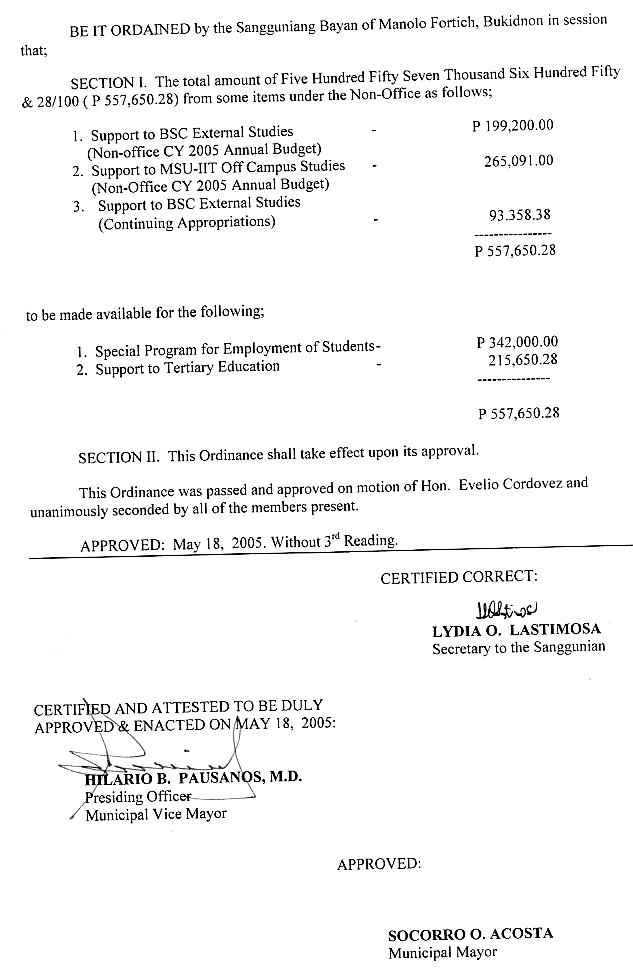 BE IT ORDAINED by the Sangguniang Bayan of Manolo Fortich, Bukidnon in session
that;
SECTION I. The total amount of Five Hundred Fifty Seven Thousand Six Hundred Fifty
& 28/100 ( P 557,650.28) from some items under the Non-Office as follows;
1. Support to BSC External Studies - P 199,200.00
(Non-office CY 2005 Annual Budget)
2. Support to MSU-IIT Off Campus Studies - 265,091.00
(Non-Office CY 2005 Annual Budget)
3. Support to BSC External Studies
(Continuing Appropriations) - 93.358.38
----------------
P 557,650.28
to be made available for the following;
1. Special Program for Employment of Students- P 342,000.00
2. Support to Tertiary Education - 215,650.28
---------------
P 557,650.28
SECTION II. This Ordinance shall take effect upon its approval.
This Ordinance was passed and approved on motion of Hon. Evelio Cordovez and
unanimously seconded by all of the members present.
APPROVED: May 18, 2005. Without 3rd Reading.
CERTIFIED CORRECT:
LYDIA O. LASTIMOSA
Secretary to the Sanggunian
CERTIFIED AND ATTESTED TO BE DULY
APPROVED & ENACTED ON MAY 18, 2005:
HILARIO B. PAUSANOS, M.D.
Presiding Officer
Municipal Vice Mayor
APPROVED:
SOCORRO O. ACOSTA
Municipal Mayor